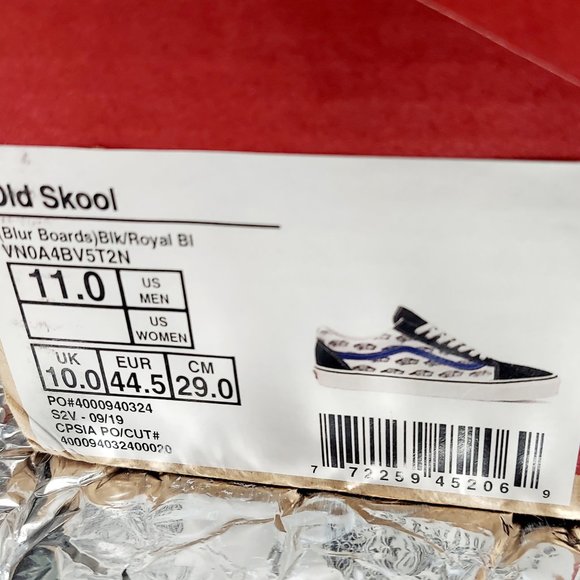 Old Skool
(Blur Boards)Blk/Royal Bl
VN0A4BV5T2N
11.0 US MEN
US WOMEN
UK 10.0 EUR 44.5 CM 29.0
PO#4000940324
S2V - 09/19
CPSIA PO/CUT#
400094032400020
7 72259 45206 9